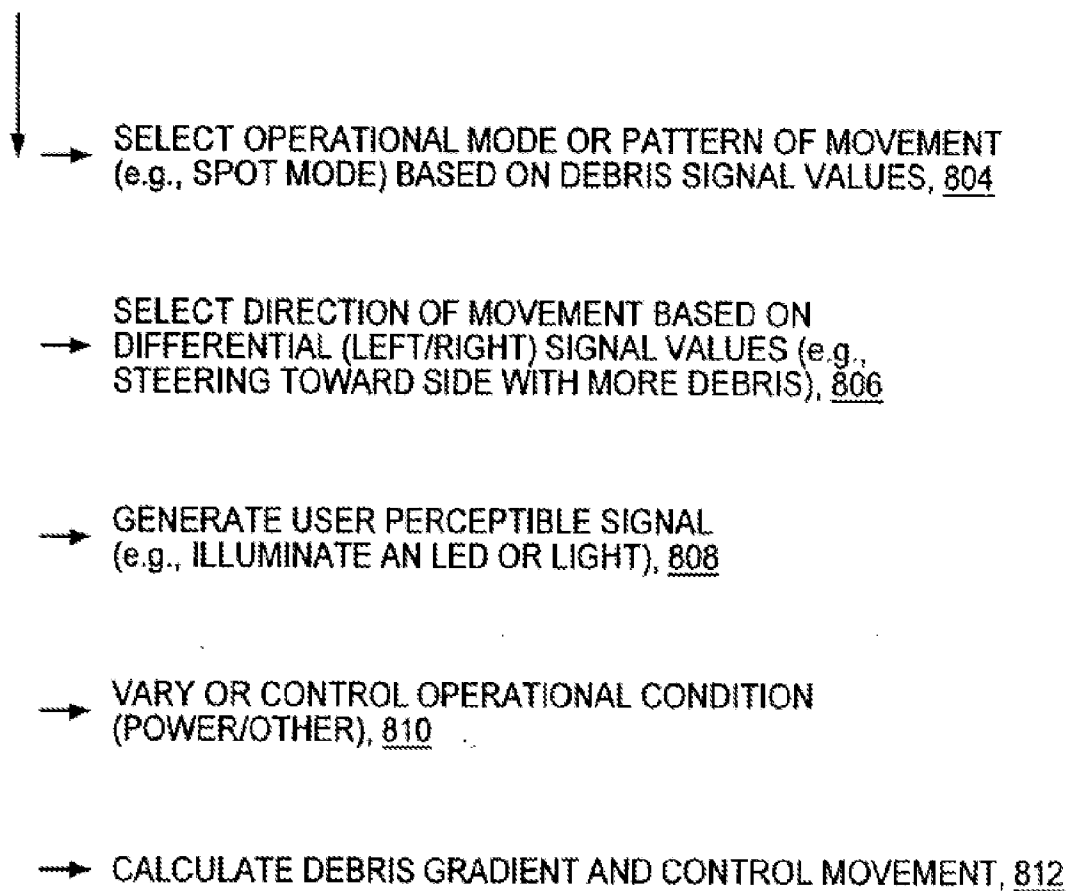 SELECT OPERATIONAL MODE OR PATTERN OF MOVEMENT
(e.g., SPOT MODE) BASED ON DEBRIS SIGNAL VALUES, 804
SELECT DIRECTION OF MOVEMENT BASED ON
DIFFERENTIAL (LEFT/RIGHT) SIGNAL VALUES (e.g.,
STEERING TOWARD SIDE WITH MORE DEBRIS), 806
GENERATE USER PERCEPTIBLE SIGNAL
(e.g., ILLUMINATE AN LED OR LIGHT), 808
VARY OR CONTROL OPERATIONAL CONDITION
(POWER/OTHER), 810
CALCULATE DEBRIS GRADIENT AND CONTROL MOVEMENT, 812